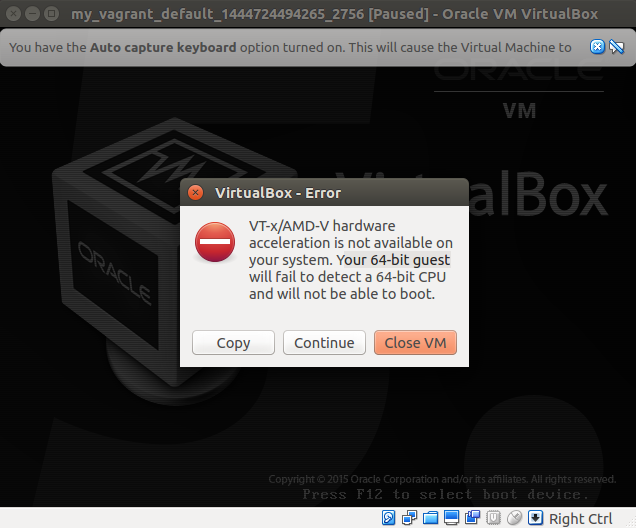 my_vagrant_default_1444724494265_2756 [Paused] - Oracle VM VirtualBox
You have the Auto capture keyboard option turned on. This will cause the Virtual Machine to
ORACLE
VM
VirtualBox
ORACLE
VirtualBox - Error
VT-x/AMD-V hardware
acceleration is not available on
your system. Your 64-bit guest
will fail to detect a 64-bit CPU
and will not be able to boot.
Copy Continue Close VM
Copyright © 2015 Oracle Corporation and/or its affiliates. All rights reserved.
Press F12 to select boot device.
Right Ctrl